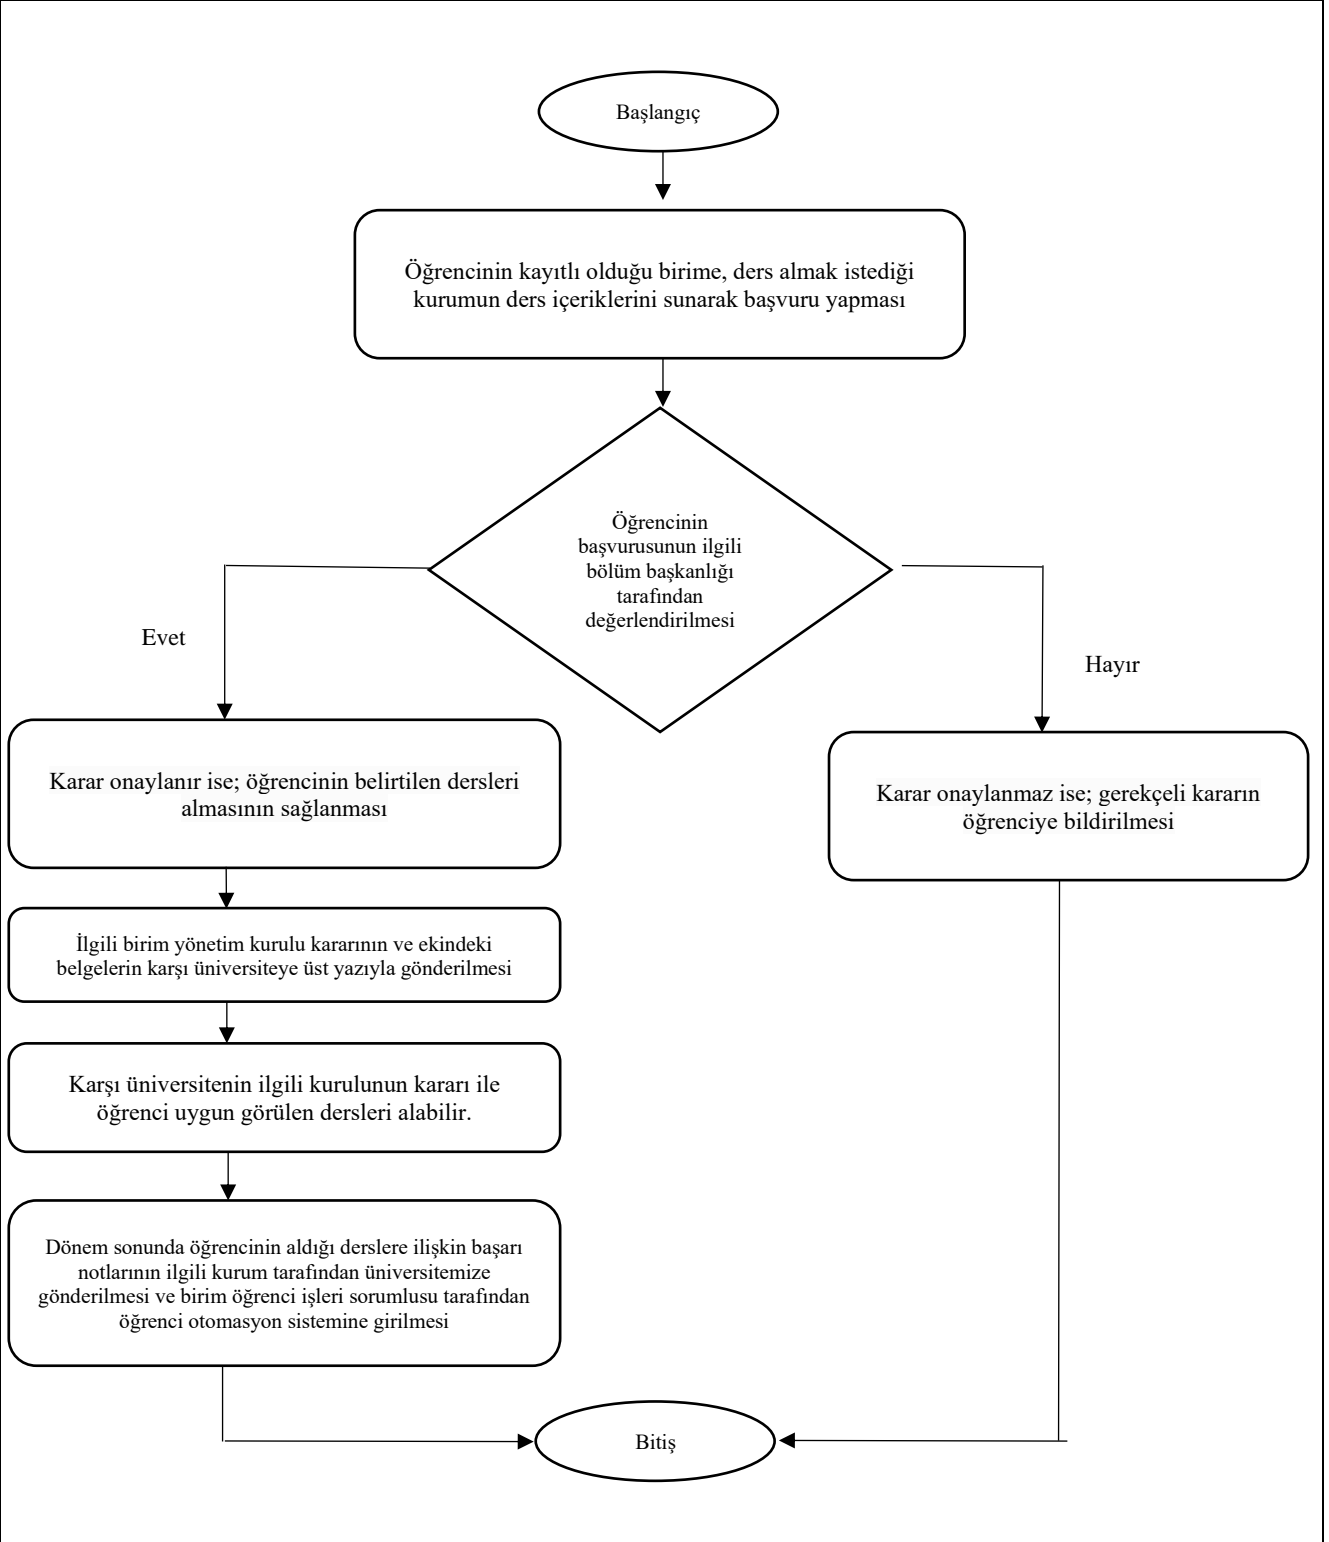 Başlangıç
Öğrencinin kayıtlı olduğu birime, ders almak istediği
kurumun ders içeriklerini sunarak başvuru yapması
Öğrencinin
başvurusunun ilgili
bölüm başkanlığı
tarafından
değerlendirilmesi
Evet
Hayır
Karar onaylanır ise; öğrencinin belirtilen dersleri
almasının sağlanması
Karar onaylanmaz ise; gerekçeli kararın
öğrenciye bildirilmesi
İlgili birim yönetim kurulu kararının ve ekindeki
belgelerin karşı üniversiteye üst yazıyla gönderilmesi
Karşı üniversitenin ilgili kurulunun kararı ile
öğrenci uygun görülen dersleri alabilir.
Dönem sonunda öğrencinin aldığı derslere ilişkin başarı
notlarının ilgili kurum tarafından üniversitemize
gönderilmesi ve birim öğrenci işleri sorumlusu tarafından
öğrenci otomasyon sistemine girilmesi
Bitiş